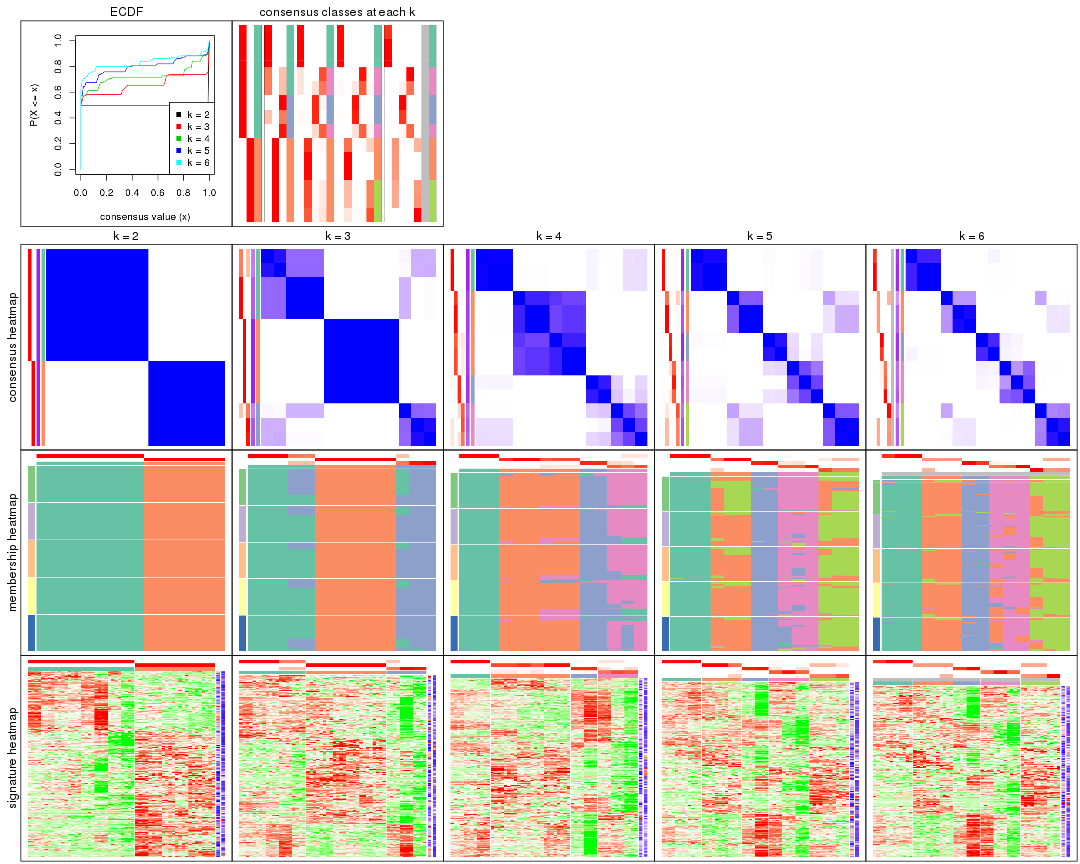 ECDF
consensus classes at each k
P(X <= x)
0.0 0.2 0.4 0.6 0.8 1.0
k = 2
k = 3
k = 4
k = 5
k = 6
0.0 0.2 0.4 0.6 0.8 1.0
consensus value (x)
k = 2
k = 3
k = 4
k = 5
k = 6
consensus heatmap
membership heatmap
signature heatmap